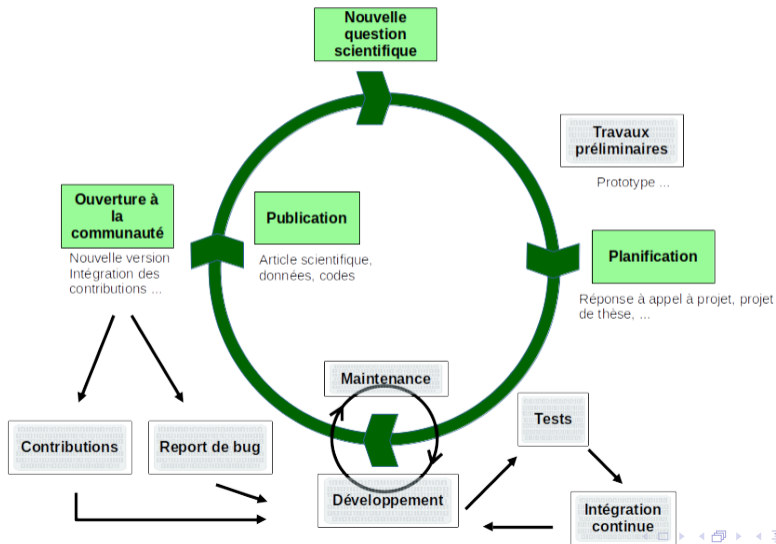 Nouvelle
question
scientifique
Travaux
préliminaires
Prototype ...
Ouverture à
la
communauté
Nouvelle version
Intégration des
contributions ...
Publication
Article scientifique,
données, codes
Planification
Réponse à appel à projet, projet
de thèse, ...
Maintenance
Tests
Contributions
Report de bug
Développement
Intégration
continue